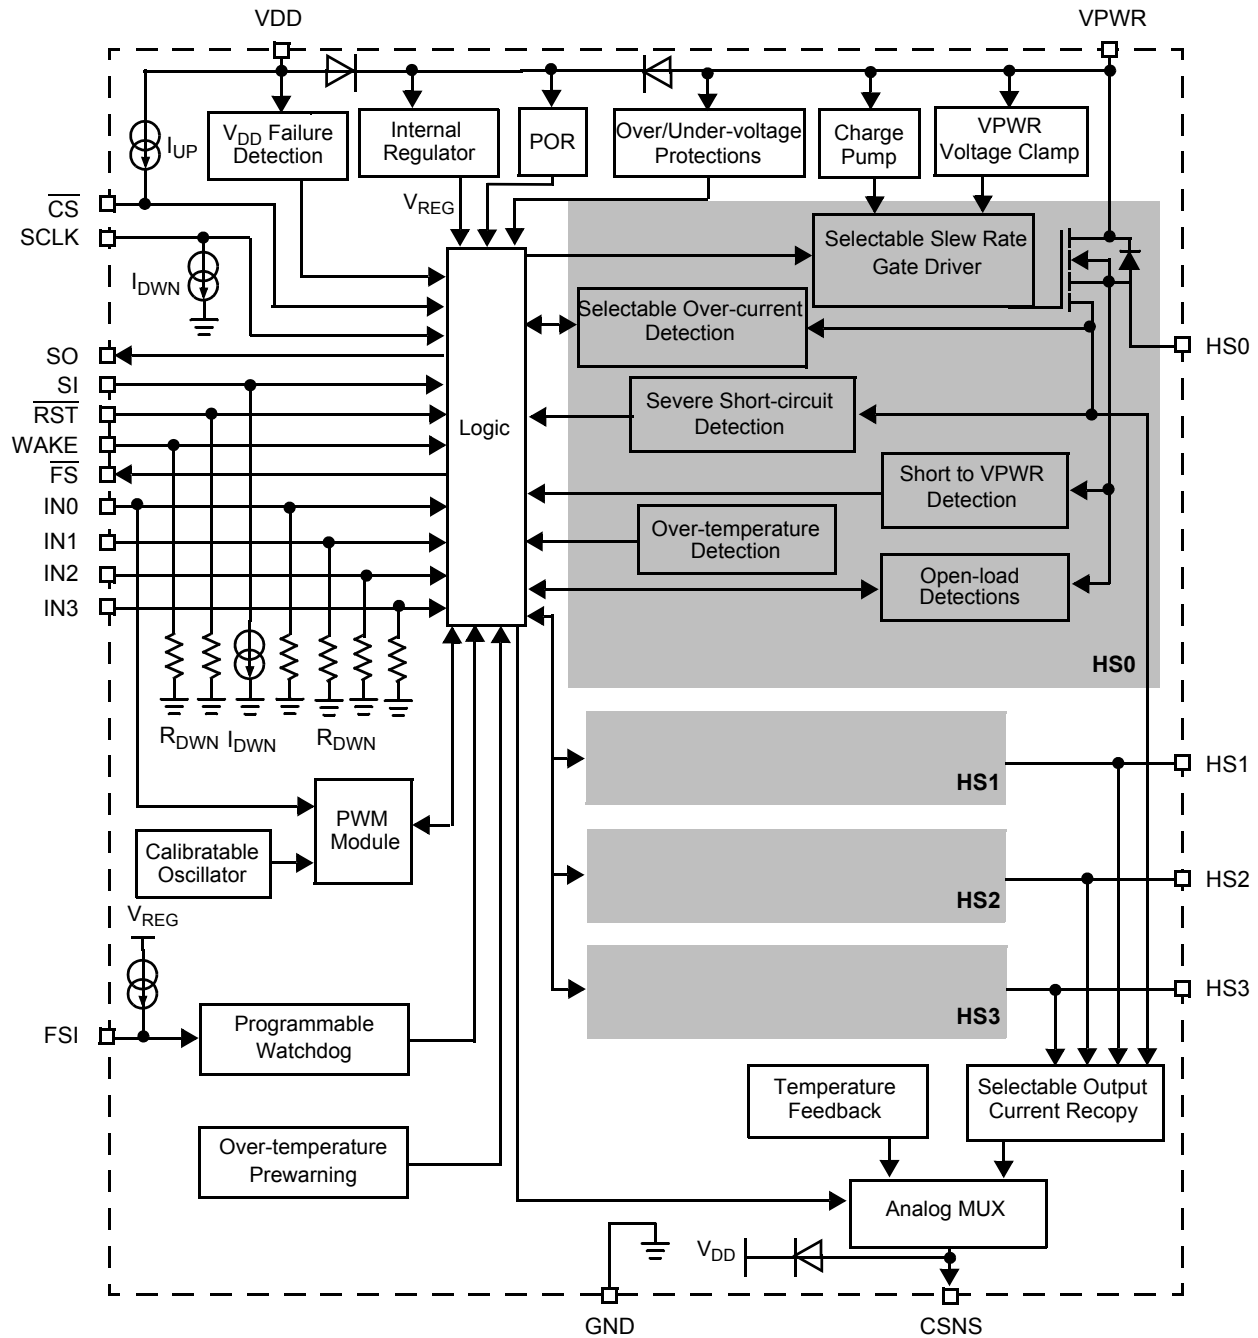 VDD
VPWR
VDD Failure
Detection
Internal
Regulator
POR
Over/Under-voltage
Protections
Charge
Pump
VPWR
Voltage Clamp
IUP
VREG
CS
SCLK
IDWN
SO
SI
RST
WAKE
FS
IN0
IN1
IN2
IN3
Logic
Selectable Slew Rate
Gate Driver
Selectable Over-current
Detection
Severe Short-circuit
Detection
Short to VPWR
Detection
Over-temperature
Detection
Open-load
Detections
HS0
HS0
RDWN
IDWN
RDWN
HS1
HS1
PWM
Module
Calibratable
Oscillator
HS2
HS2
VREG
HS3
HS3
FSI
Programmable
Watchdog
Temperature
Feedback
Selectable Output
Current Recopy
Over-temperature
Prewarning
Analog MUX
VDD
GND
CSNS